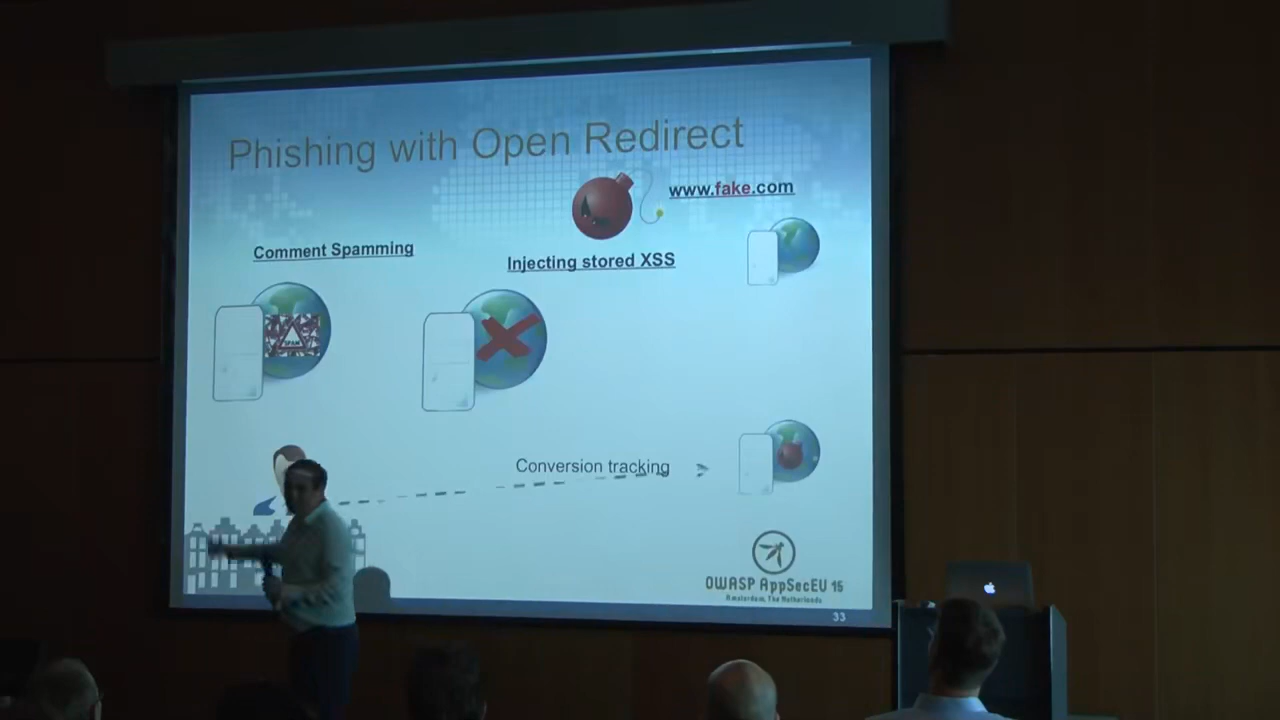 Phishing with Open Redirect
www.fake.com
Comment Spamming
Injecting stored XSS
SPAM
Conversion tracking
OWASP AppSecEU 15
Amsterdam, The Netherlands
33